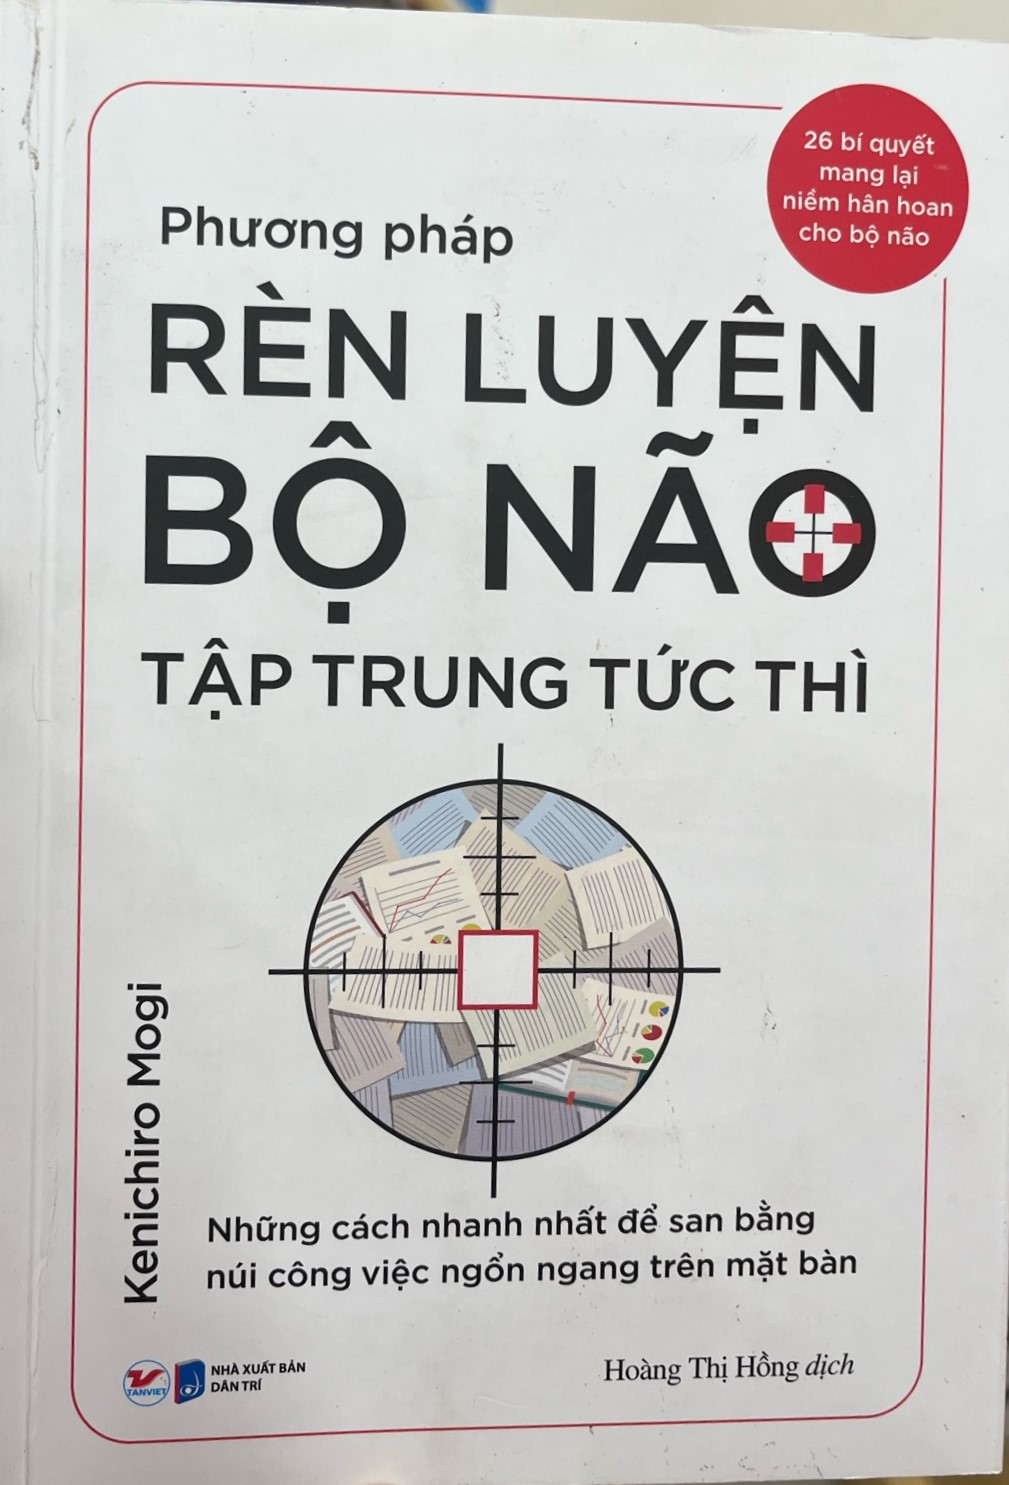 26 bí quyết
mang lại
niềm hân hoan
cho bộ não
Phương pháp
RÈN LUYỆN
BỘ NÃO
TẬP TRUNG TỨC THÌ
Kenichiro Mogi
Những cách nhanh nhất để san bằng
núi công việc ngổn ngang trên mặt bàn
TANVIET
NHÀ XUẤT BẢN
DÂN TRÍ
Hoàng Thị Hồng dịch